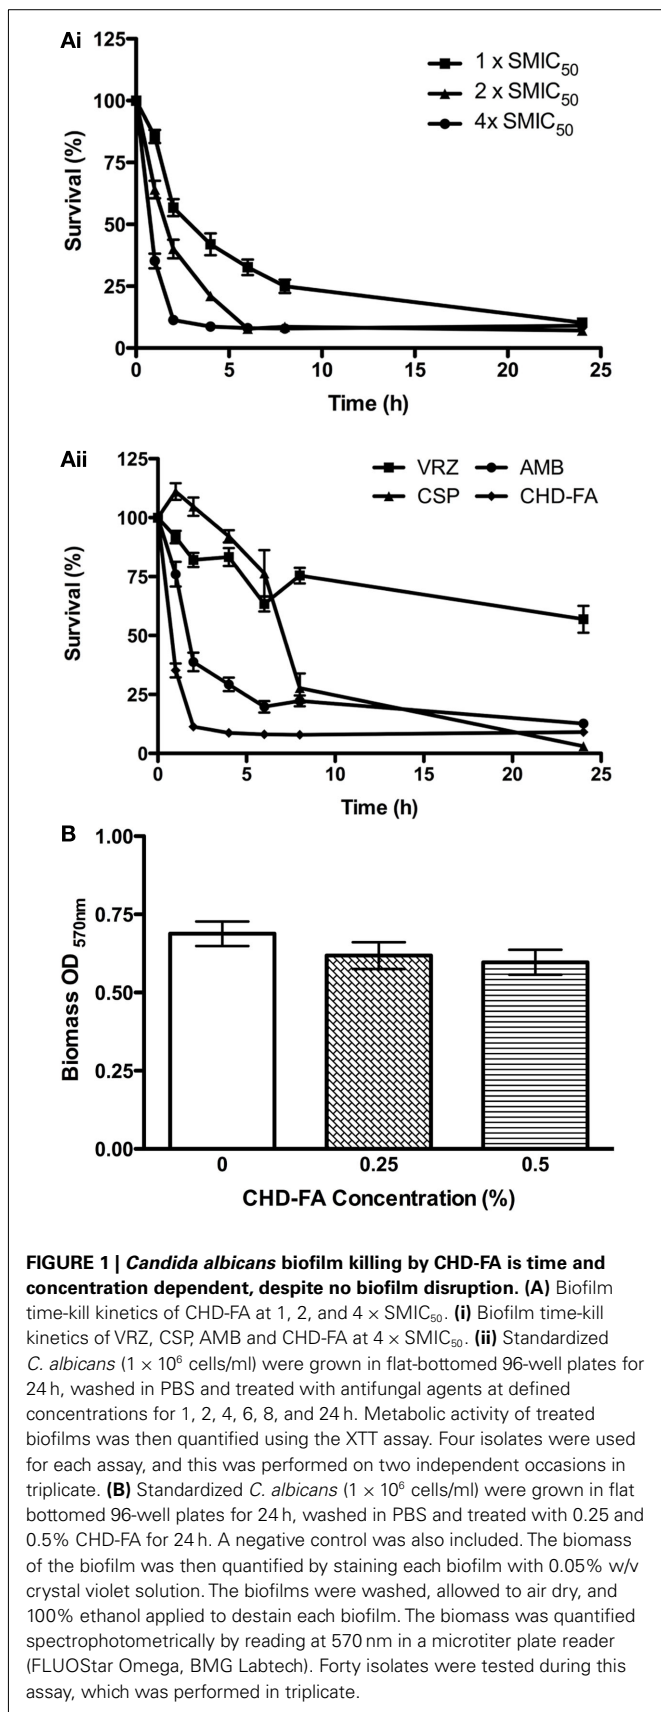 Ai
125
100
75
50
25
0
Survival (%)
1 x SMIC50
2 x SMIC50
4x SMIC50
0 5 10 15 20 25
Time (h)
Aii
125
100
75
50
25
0
Survival (%)
VRZ AMB
CSP CHD-FA
0 5 10 15 20 25
Time (h)
B
1.00
0.75
0.50
0.25
0.00
Biomass OD 570nm
0 0.25 0.5
CHD-FA Concentration (%)
FIGURE 1 | Candida albicans biofilm killing by CHD-FA is time and
concentration dependent, despite no biofilm disruption. (A) Biofilm
time-kill kinetics of CHD-FA at 1, 2, and 4 × SMIC50. (i) Biofilm time-kill
kinetics of VRZ, CSP, AMB and CHD-FA at 4 × SMIC50. (ii) Standardized
C. albicans (1 × 10⁶ cells/ml) were grown in flat-bottomed 96-well plates for
24 h, washed in PBS and treated with antifungal agents at defined
concentrations for 1, 2, 4, 6, 8, and 24 h. Metabolic activity of treated
biofilms was then quantified using the XTT assay. Four isolates were used
for each assay, and this was performed on two independent occasions in
triplicate. (B) Standardized C. albicans (1 × 10⁶ cells/ml) were grown in flat
bottomed 96-well plates for 24 h, washed in PBS and treated with 0.25 and
0.5% CHD-FA for 24 h. A negative control was also included. The biomass
of the biofilm was then quantified by staining each biofilm with 0.05% w/v
crystal violet solution. The biofilms were washed, allowed to air dry, and
100% ethanol applied to destain each biofilm. The biomass was quantified
spectrophotometrically by reading at 570 nm in a microtiter plate reader
(FLUOStar Omega, BMG Labtech). Forty isolates were tested during this
assay, which was performed in triplicate.